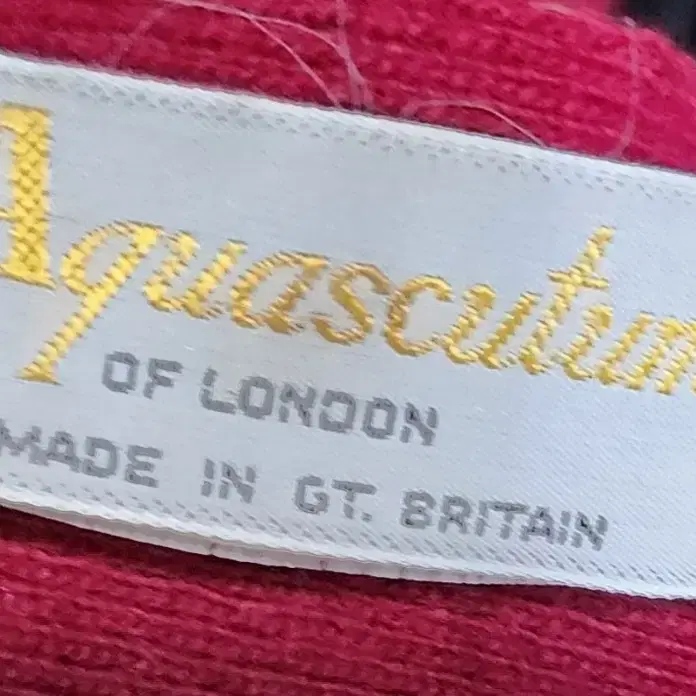 Aquascutum
OF LONDON
MADE IN GT. BRITAIN